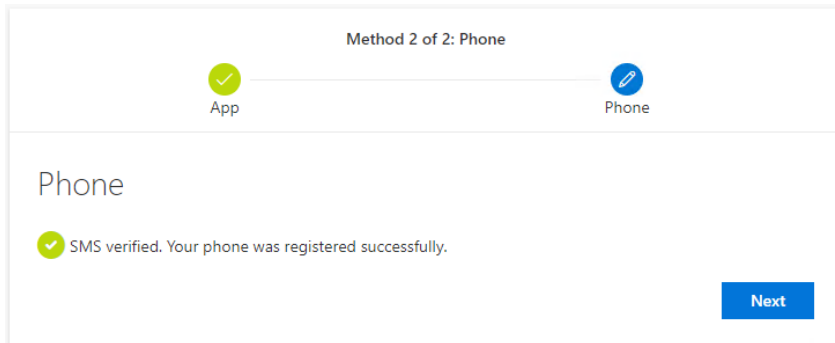 Method 2 of 2: Phone
App
Phone
Phone
SMS verified. Your phone was registered successfully.
Next